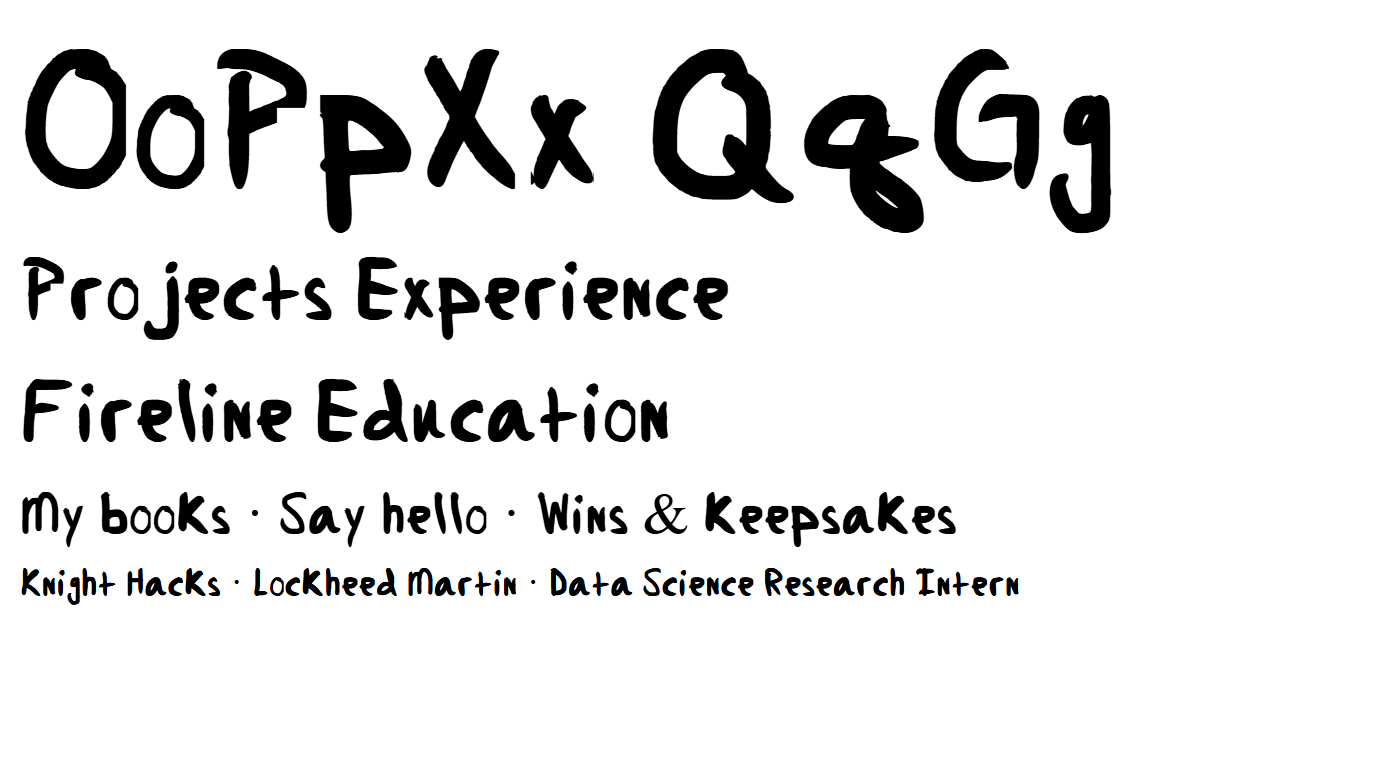 OoPpXx QqGg
Projects Experience
Fireline Education
My books · Say hello · Wins & Keepsakes
Knight Hacks · Lockheed Martin · Data Science Research Intern